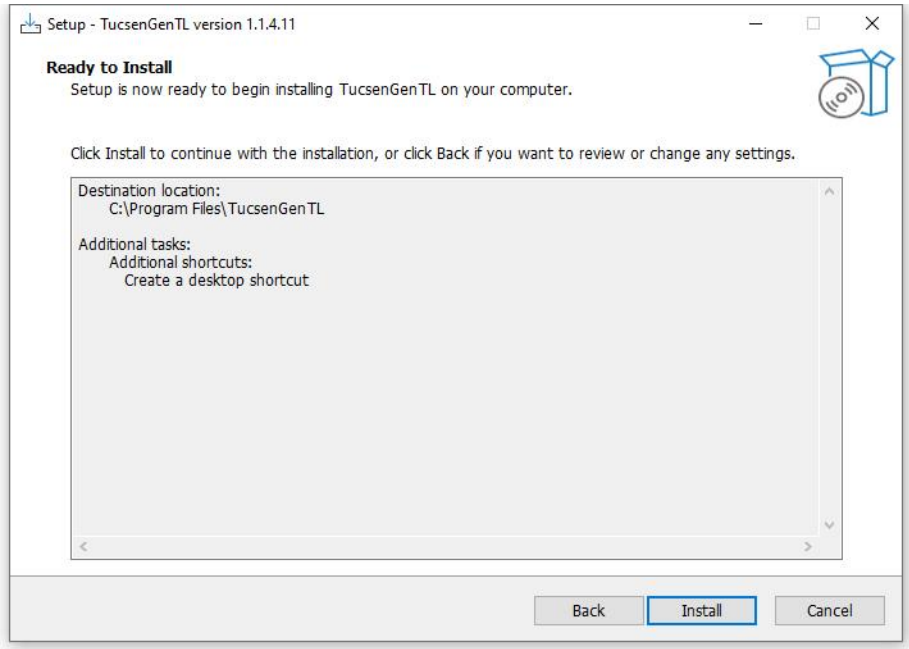 Setup - TucsenGenTL version 1.1.4.11
Ready to Install
Setup is now ready to begin installing TucsenGenTL on your computer.
Click Install to continue with the installation, or click Back if you want to review or change any settings.
Destination location:
C:\Program Files\TucsenGenTL
Additional tasks:
Additional shortcuts:
Create a desktop shortcut
Back Install Cancel